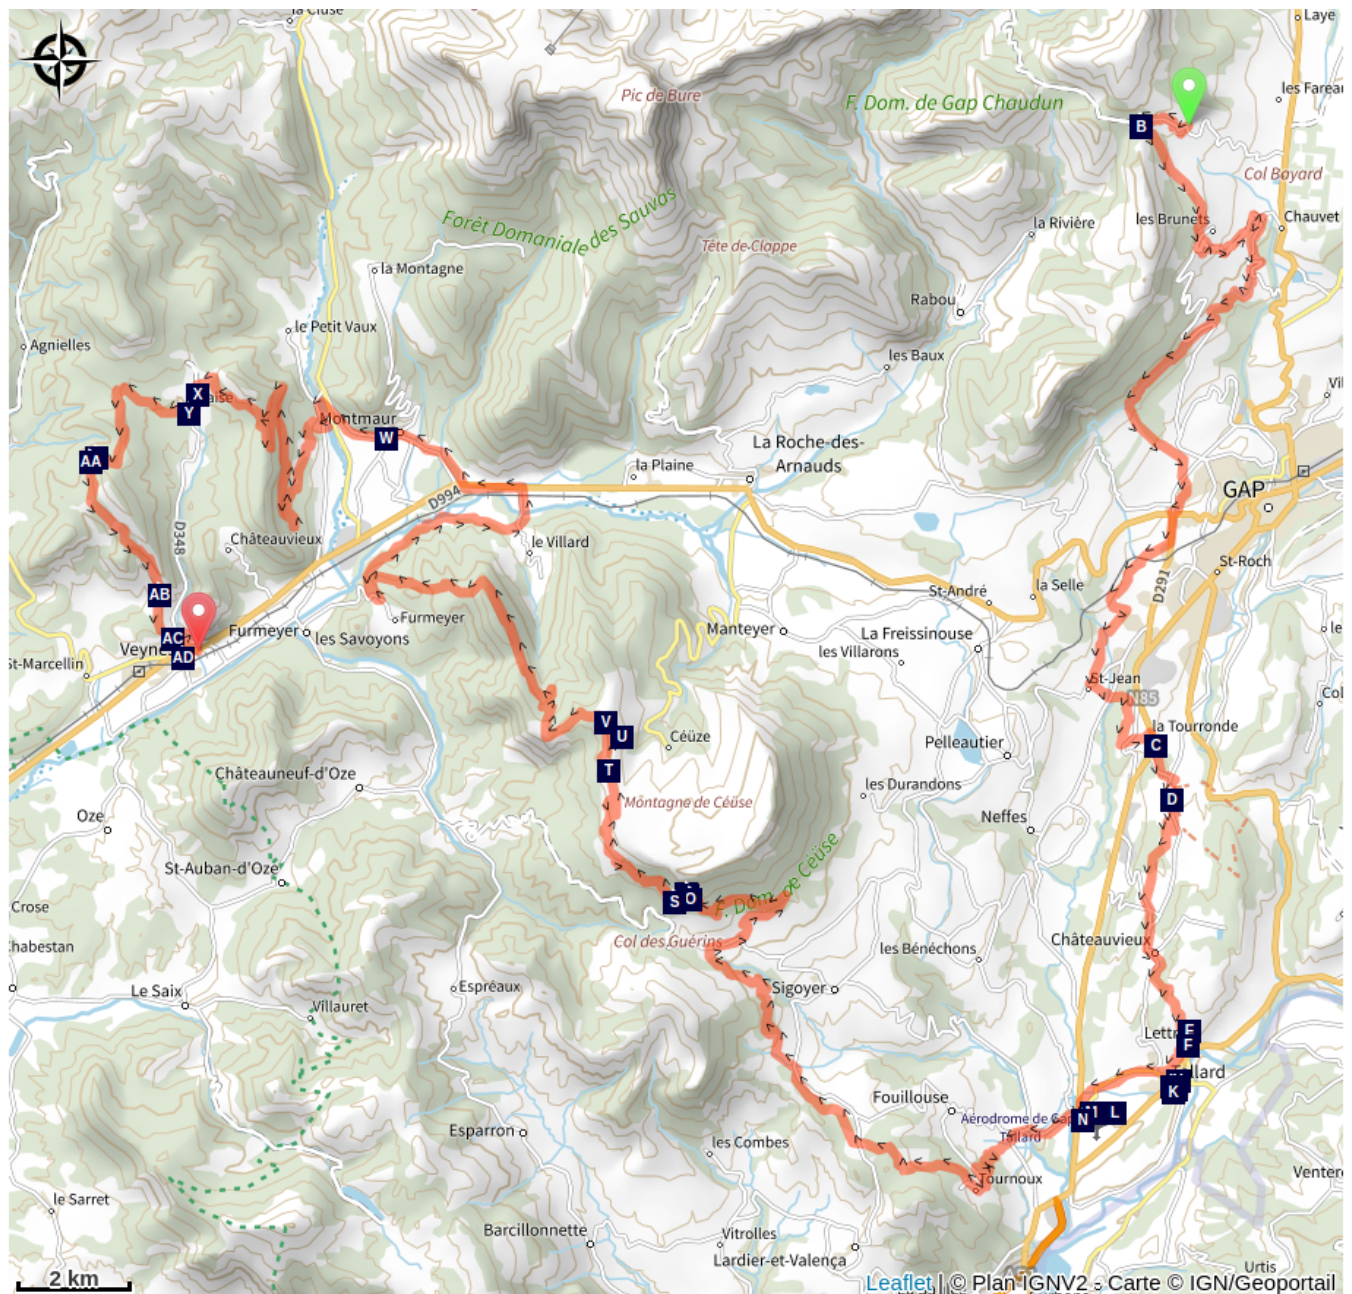 la Cluse
Laye
Pic de Bure
F. Dom. de Gap Chaudun
les Farea
B
Col Bayard
Forêt Domaniale des Sauvas
Tête de Clappe
la Rivière
les Brunets
Chauvet
la Montagne
Rabou
Agnielles
le Petit Vaux
les Baux
X
Y
Montmaur
W
La Roche-des-
Arnauds
AA
la Plaine
D994
GAP
D348
Châteauvieux
le Villard
St-Roch
D291
AB
St-André
la Selle
Furmeyer
Furmeyer
les Savoyons
Manteyer
La Freissinouse
AC
AD
St-Marcellin
les Villarons
St-Jean
N85
V
U
Céüze
Pelleautier
la Tourronde
C
T
Châteauneuf-d'Oze
Montagne de Céüse
les Durandons
D
Oze
Neffes
St-Auban-d'Oze
F. Dom. de Céüse
S
O
Crose
Col des Guérins
les Bénéchons
Châteauvieux
Le Saix
Espréaux
Sigoyer
Villauret
F
K
Fouillouse
L
N
Esparron
les Combes
Tournoux
le Sarret
Barcillonnette
Vitrolles
Lardier-et-Valença
Urtis
2 km
Leaflet | © Plan IGNV2 - Carte © IGN/Geoportail